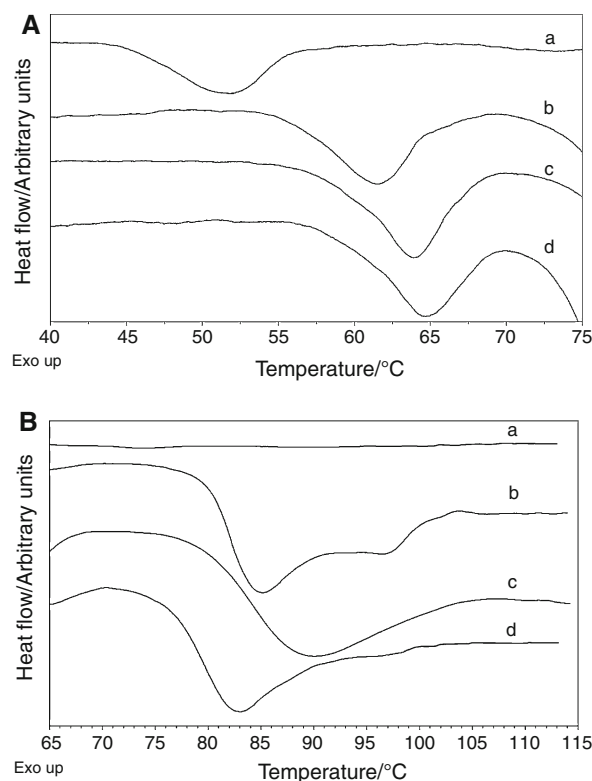 A
a
b
c
d
Heat flow/Arbitrary units
40 45 50 55 60 65 70 75
Exo up
Temperature/°C
B
a
b
c
d
Heat flow/Arbitrary units
65 70 75 80 85 90 95 100 105 110 115
Exo up
Temperature/°C